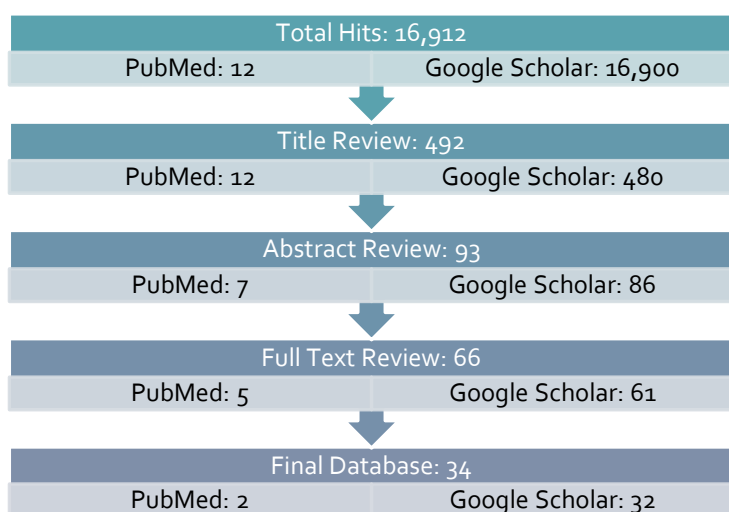 Total Hits: 16,912
PubMed: 12 Google Scholar: 16,900
Title Review: 492
PubMed: 12 Google Scholar: 480
Abstract Review: 93
PubMed: 7 Google Scholar: 86
Full Text Review: 66
PubMed: 5 Google Scholar: 61
Final Database: 34
PubMed: 2 Google Scholar: 32